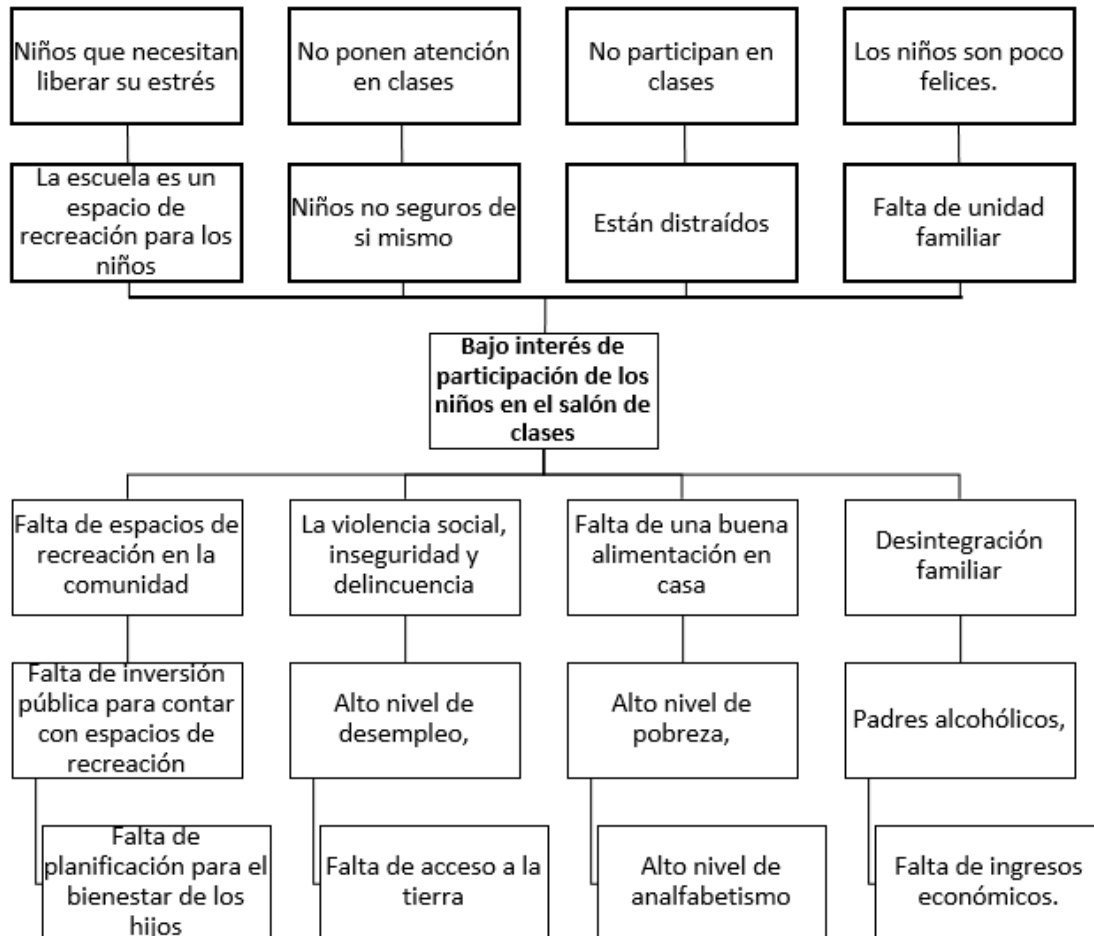 Niños que necesitan
liberar su estrés
No ponen atención
en clases
No participan en
clases
Los niños son poco
felices.
La escuela es un
espacio de
recreación para los
niños
Niños no seguros de
si mismo
Están distraídos
Falta de unidad
familiar
Bajo interés de
participación de los
niños en el salón de
clases
Falta de espacios de
recreación en la
comunidad
La violencia social,
inseguridad y
delincuencia
Falta de una buena
alimentación en
casa
Desintegración
familiar
Falta de inversión
pública para contar
con espacios de
recreación
Alto nivel de
desempleo,
Alto nivel de
pobreza,
Padres alcohólicos,
Falta de
planificación para el
bienestar de los
hijos
Falta de acceso a la
tierra
Alto nivel de
analfabetismo
Falta de ingresos
económicos.